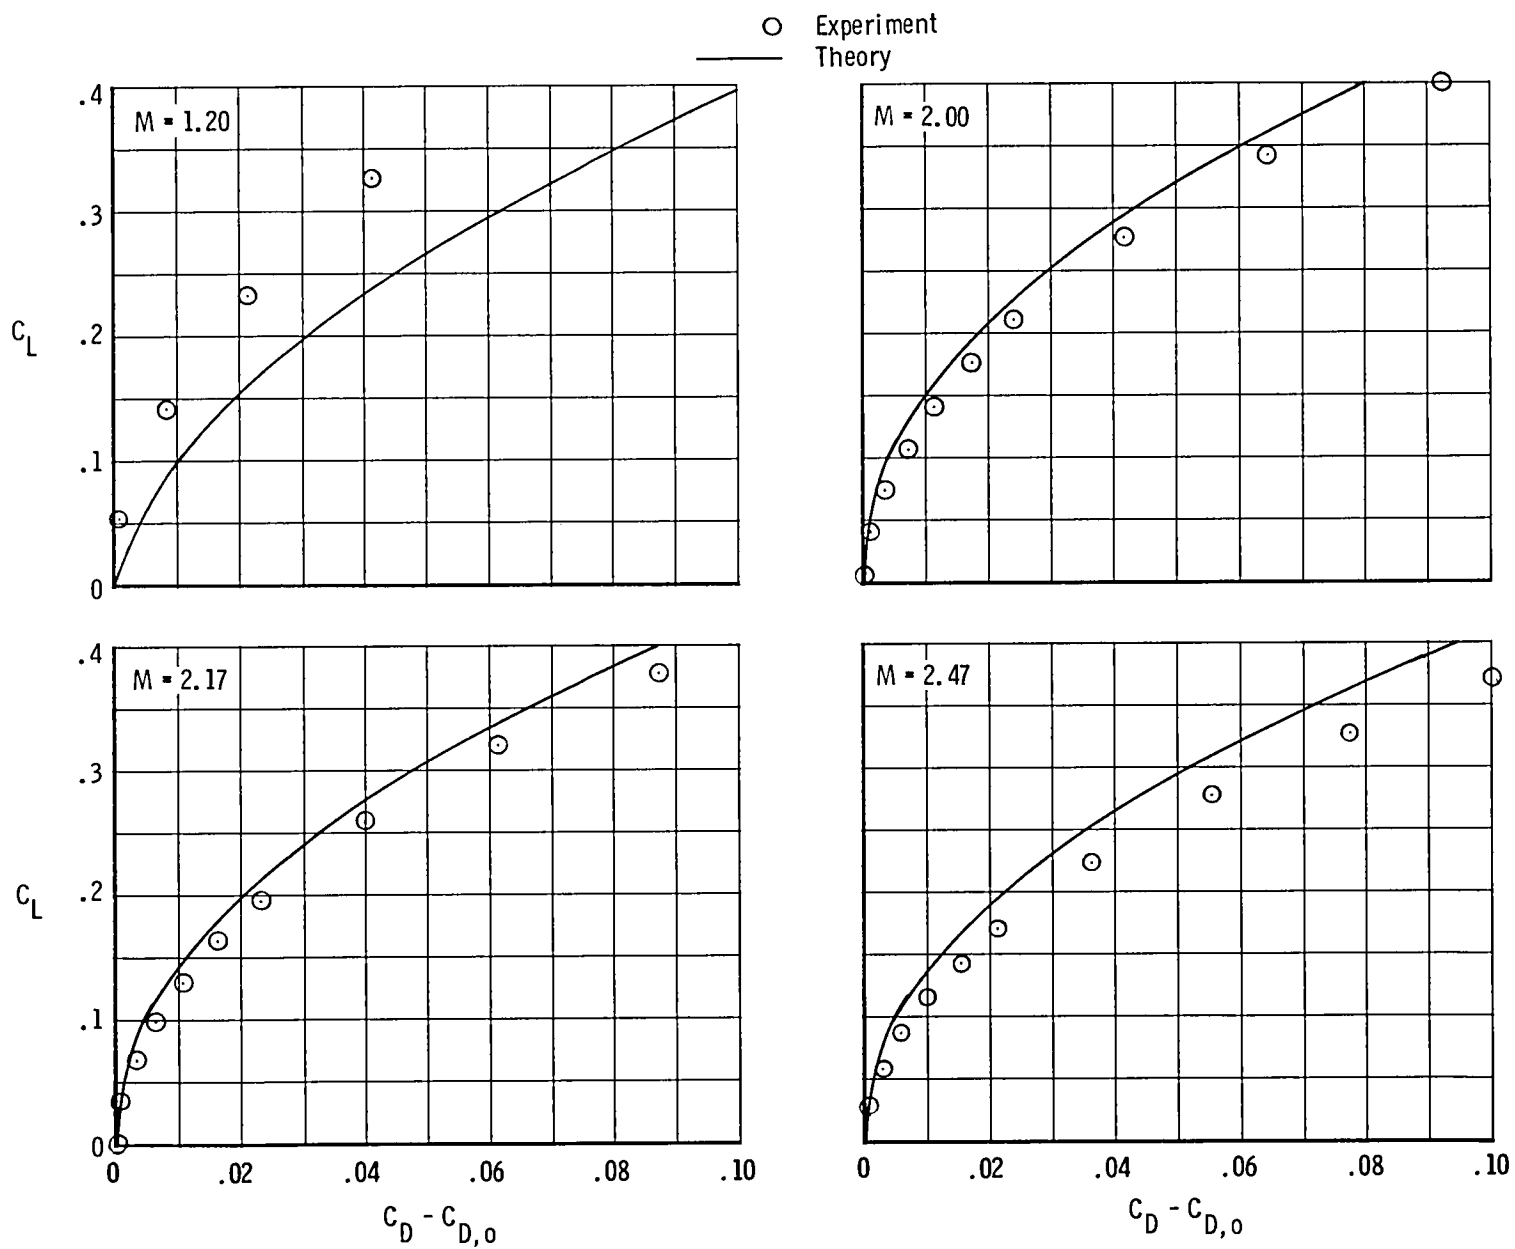 Experiment
Theory
M = 1.20
.4
.3
.2
.1
0
C_L
M = 2.00
M = 2.17
.4
.3
.2
.1
0
C_L
0 .02 .04 .06 .08 .10
C_D - C_D,o
M = 2.47
0 .02 .04 .06 .08 .10
C_D - C_D,o